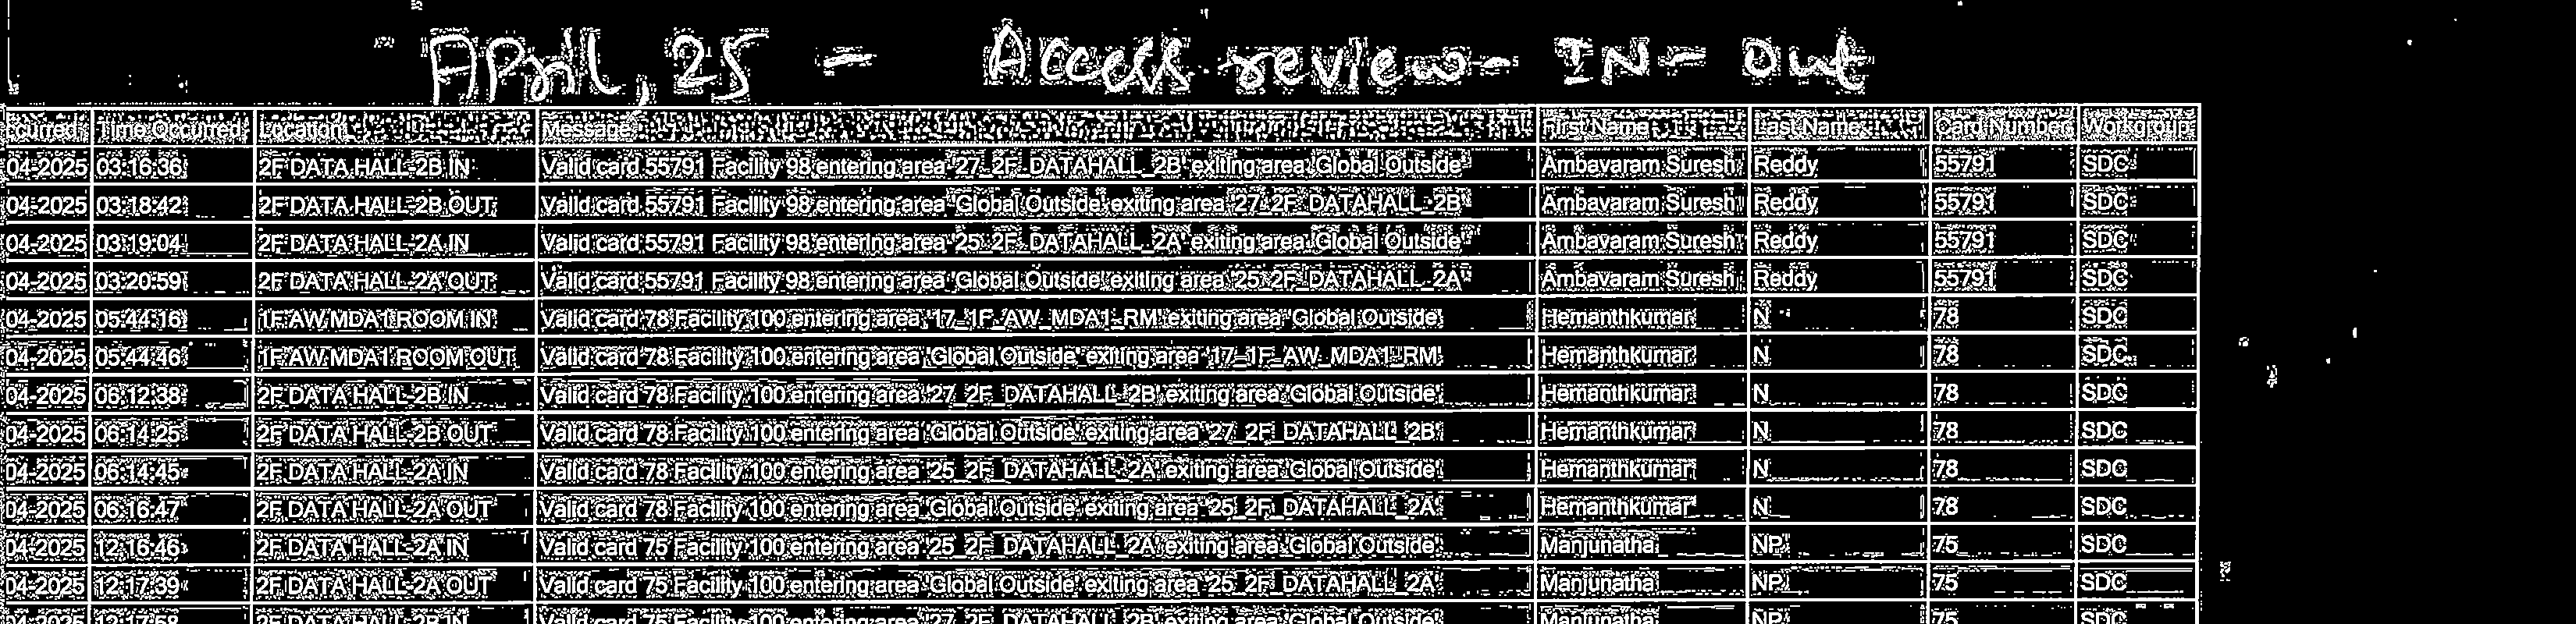 April, 25 - Access review - IN - Out
curred Time Occurred Location Message First Name Last Name Card Number Workgroup
04-2025 03:16:36 2F DATA HALL-2B IN Valid card 55791 Facility 98 entering area '27_2F_DATAHALL_2B' exiting area 'Global Outside' Ambavaram Suresh Reddy 55791 SDC
04-2025 03:18:42 2F DATA HALL-2B OUT Valid card 55791 Facility 98 entering area 'Global Outside' exiting area '27_2F_DATAHALL_2B' Ambavaram Suresh Reddy 55791 SDC
04-2025 03:19:04 2F DATA HALL-2A IN Valid card 55791 Facility 98 entering area '25_2F_DATAHALL_2A' exiting area 'Global Outside' Ambavaram Suresh Reddy 55791 SDC
04-2025 03:20:59 2F DATA HALL-2A OUT Valid card 55791 Facility 98 entering area 'Global Outside' exiting area '25_2F_DATAHALL_2A' Ambavaram Suresh Reddy 55791 SDC
04-2025 05:44:16 1F AW MDA1 ROOM IN Valid card 78 Facility 100 entering area '17_1F_AW_MDA1_RM' exiting area 'Global Outside' Hemanthkumar N 78 SDC
04-2025 05:44:46 1F AW MDA1 ROOM OUT Valid card 78 Facility 100 entering area 'Global Outside' exiting area '17_1F_AW_MDA1_RM' Hemanthkumar N 78 SDC
04-2025 06:12:38 2F DATA HALL-2B IN Valid card 78 Facility 100 entering area '27_2F_DATAHALL_2B' exiting area 'Global Outside' Hemanthkumar N 78 SDC
04-2025 06:14:25 2F DATA HALL-2B OUT Valid card 78 Facility 100 entering area 'Global Outside' exiting area '27_2F_DATAHALL_2B' Hemanthkumar N 78 SDC
04-2025 06:14:45 2F DATA HALL-2A IN Valid card 78 Facility 100 entering area '25_2F_DATAHALL_2A' exiting area 'Global Outside' Hemanthkumar N 78 SDC
04-2025 06:16:47 2F DATA HALL-2A OUT Valid card 78 Facility 100 entering area 'Global Outside' exiting area '25_2F_DATAHALL_2A' Hemanthkumar N 78 SDC
04-2025 12:16:46 2F DATA HALL-2A IN Valid card 75 Facility 100 entering area '25_2F_DATAHALL_2A' exiting area 'Global Outside' Manjunatha NP 75 SDC
04-2025 12:17:39 2F DATA HALL-2A OUT Valid card 75 Facility 100 entering area 'Global Outside' exiting area '25_2F_DATAHALL_2A' Manjunatha NP 75 SDC
04-2025 12:17:58 2F DATA HALL-2B IN Valid card 75 Facility 100 entering area '27_2F_DATAHALL_2B' exiting area 'Global Outside' Manjunatha NP 75 SDC